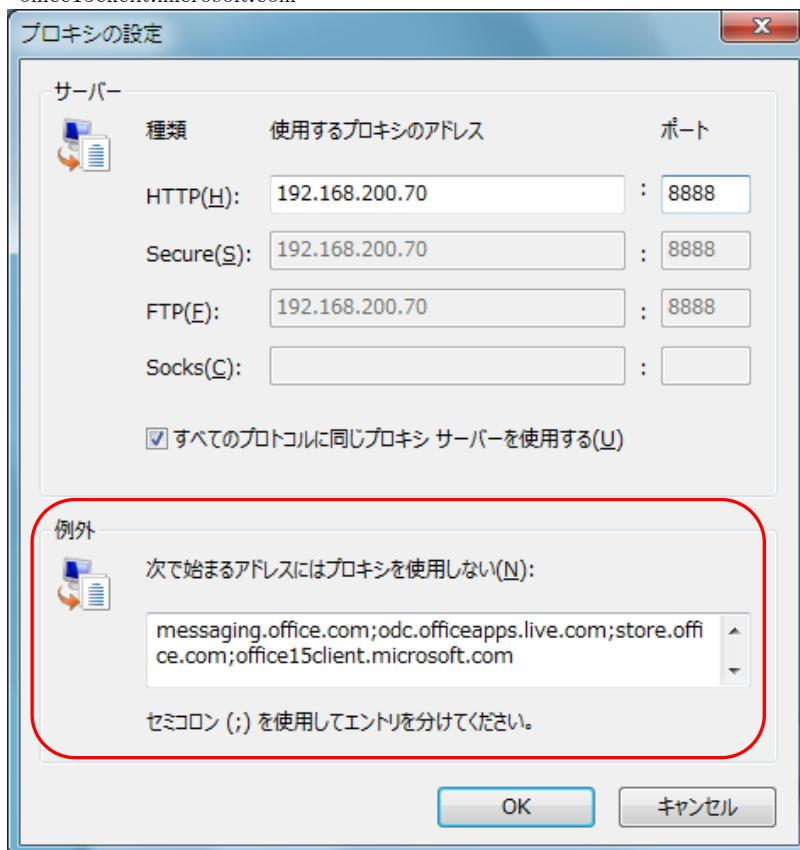 office15client.microsoft.com
プロキシの設定
サーバー
種類 使用するプロキシのアドレス ポート
HTTP(H): 192.168.200.70 : 8888
Secure(S): 192.168.200.70 : 8888
FTP(F): 192.168.200.70 : 8888
Socks(C): :
すべてのプロトコルに同じプロキシ サーバーを使用する(U)
例外
次で始まるアドレスにはプロキシを使用しない(N):
messaging.office.com;odc.officeapps.live.com;store.offi
ce.com;office15client.microsoft.com
セミコロン (;) を使用してエントリを分けてください。
OK キャンセル